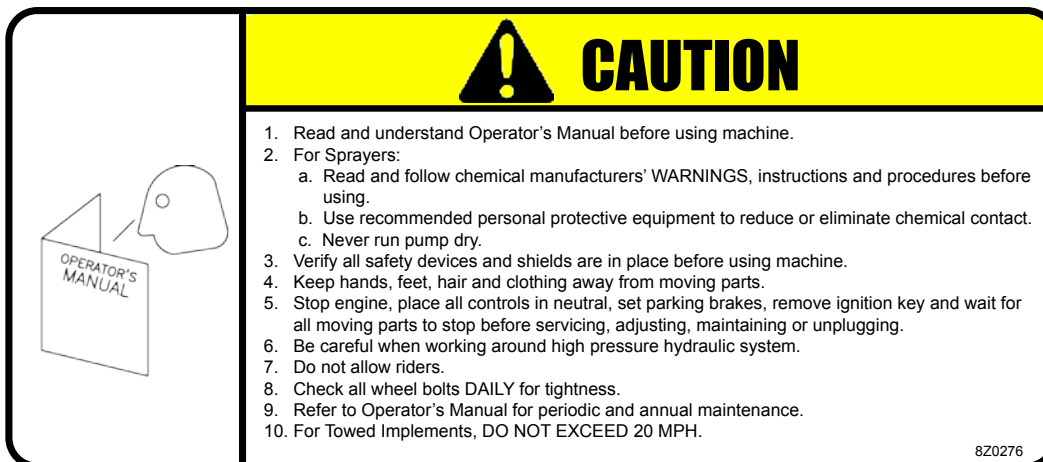 CAUTION
OPERATOR'S
MANUAL
1. Read and understand Operator's Manual before using machine.
2. For Sprayers:
a. Read and follow chemical manufacturers' WARNINGS, instructions and procedures before
using.
b. Use recommended personal protective equipment to reduce or eliminate chemical contact.
c. Never run pump dry.
3. Verify all safety devices and shields are in place before using machine.
4. Keep hands, feet, hair and clothing away from moving parts.
5. Stop engine, place all controls in neutral, set parking brakes, remove ignition key and wait for
all moving parts to stop before servicing, adjusting, maintaining or unplugging.
6. Be careful when working around high pressure hydraulic system.
7. Do not allow riders.
8. Check all wheel bolts DAILY for tightness.
9. Refer to Operator's Manual for periodic and annual maintenance.
10. For Towed Implements, DO NOT EXCEED 20 MPH.
8Z0276